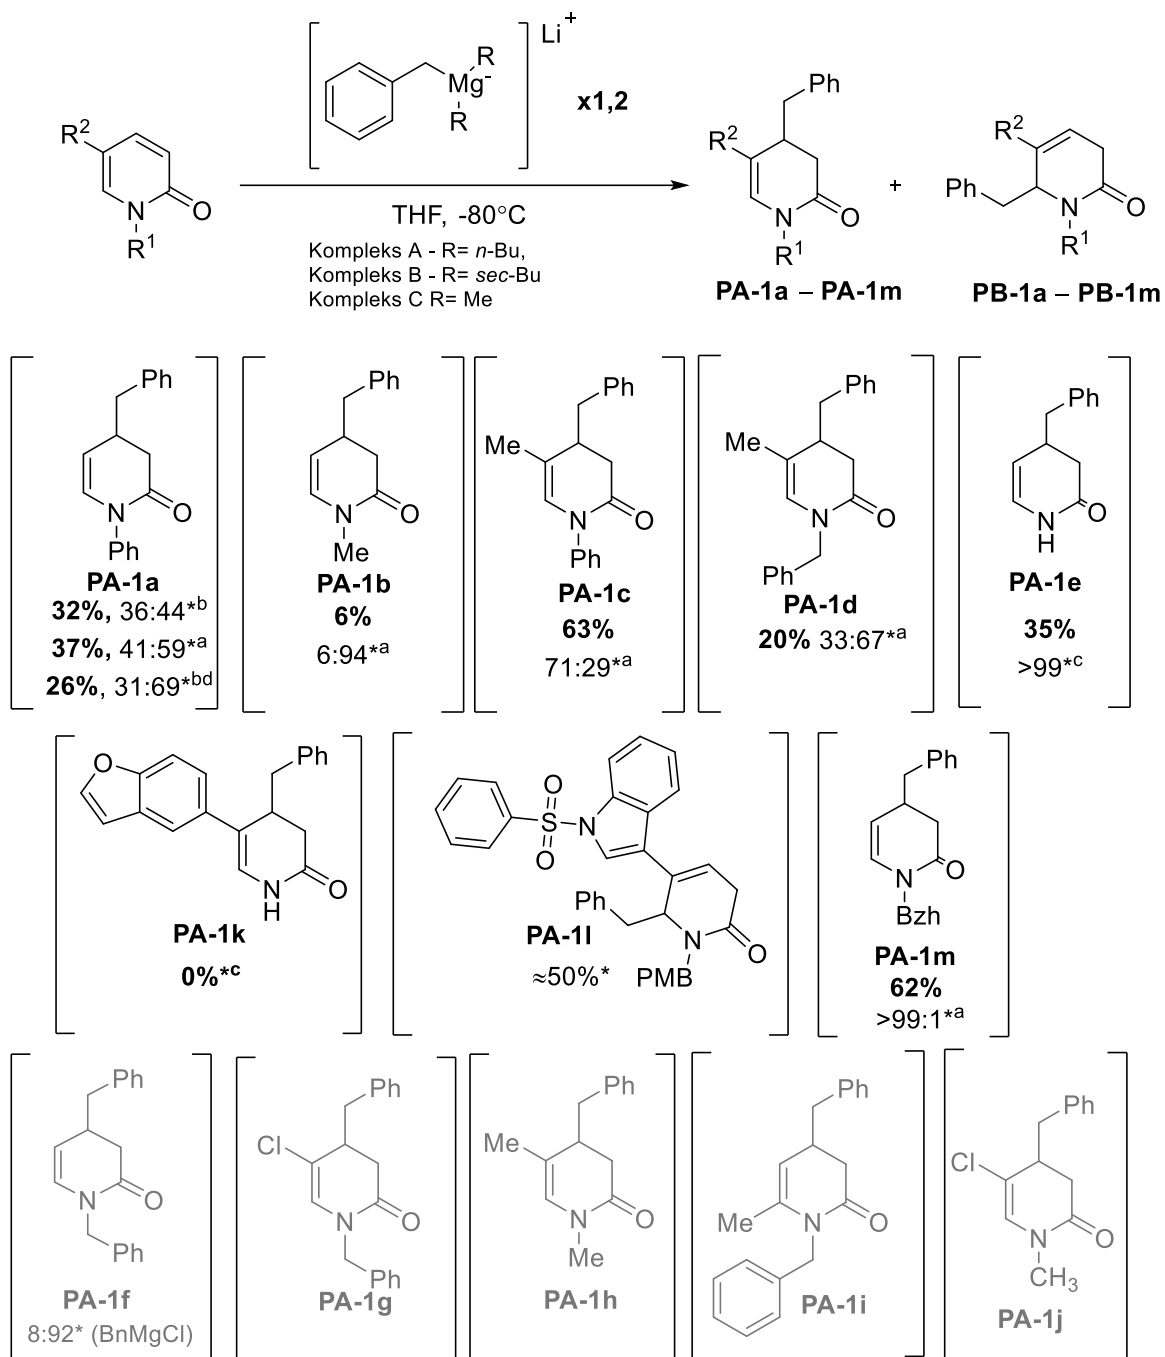 Li+
R
Mg-
R
x1,2
R2
N
O
R1
THF, -80°C
Kompleks A - R= n-Bu,
Kompleks B - R= sec-Bu
Kompleks C R= Me
Ph
R2
N
O
R1
PA-1a – PA-1m
+
R2
Ph
N
O
R1
PB-1a – PB-1m
Ph
N
O
Ph
PA-1a
32%, 36:44*b
37%, 41:59*a
26%, 31:69*bd
Ph
N
O
Me
PA-1b
6%
6:94*a
Ph
Me
N
O
Ph
PA-1c
63%
71:29*a
Ph
Me
N
O
Ph
PA-1d
20% 33:67*a
Ph
N
H
O
PA-1e
35%
>99*c
O
Ph
N
H
O
PA-1k
0%*c
O
S
O
N
Ph
N
O
PMB
PA-1l
≈50%*
Ph
N
O
Bzh
PA-1m
62%
>99:1*a
Ph
N
O
Ph
PA-1f
8:92* (BnMgCl)
Ph
Cl
N
O
Ph
PA-1g
Ph
Me
N
O
Me
PA-1h
Ph
Me
N
O
PA-1i
Ph
Cl
N
O
CH3
PA-1j